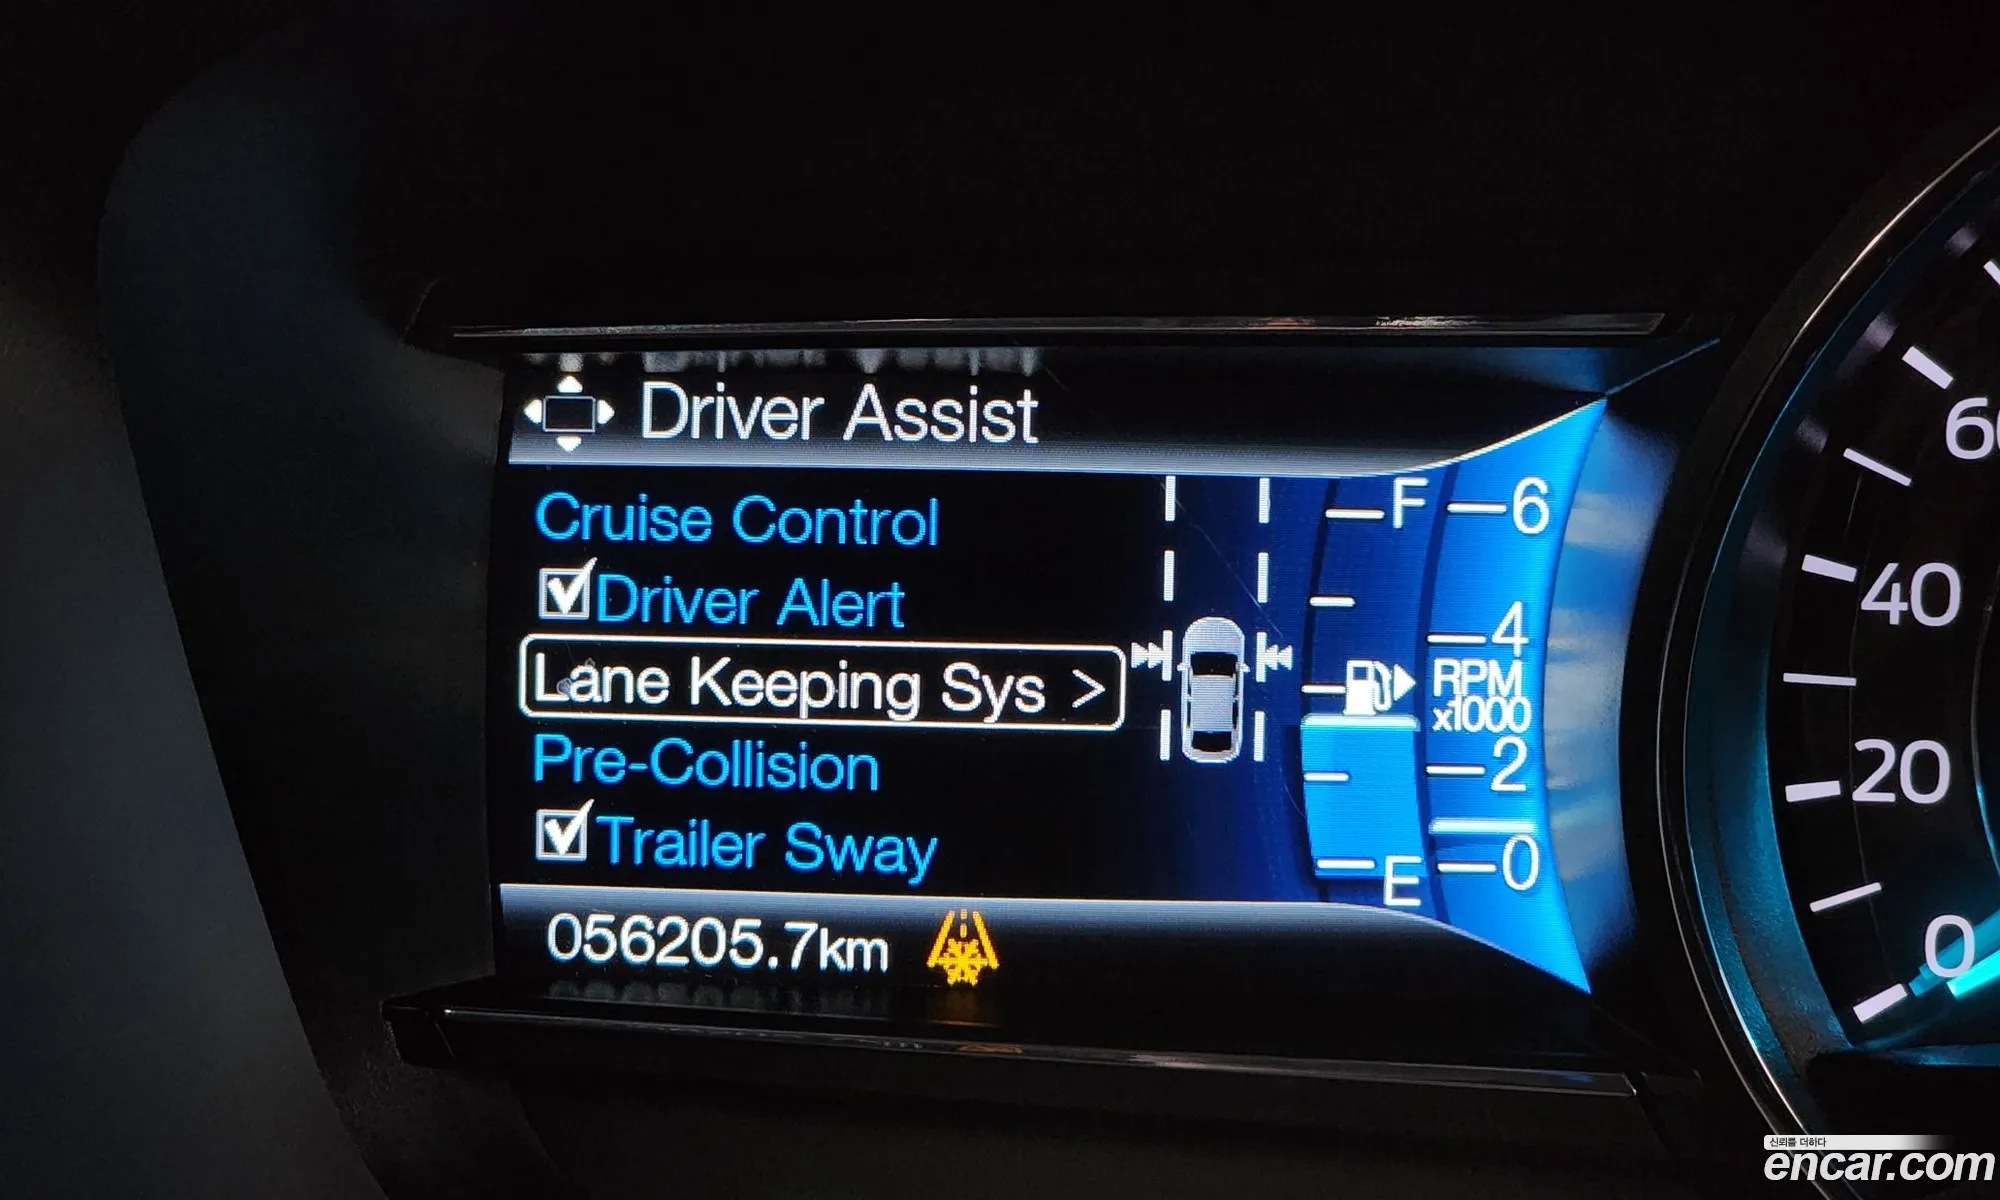 Driver Assist
Cruise Control
Driver Alert
Lane Keeping Sys >
Pre-Collision
Trailer Sway
056205.7km
F
E
6
4
RPM
x1000
2
0
40
20
0
신뢰를 더하다
encar.com